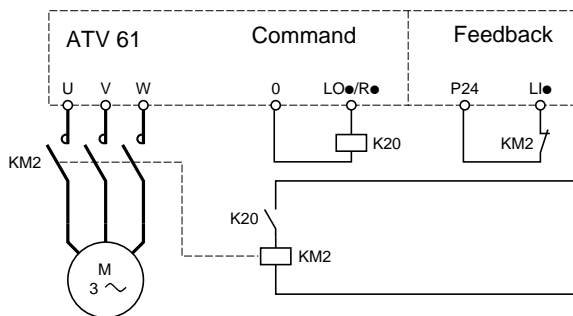 ATV 61 Command Feedback
U V W 0 LO●/R● P24 LI●
KM2 K20 KM2
K20
KM2
M
3 ~